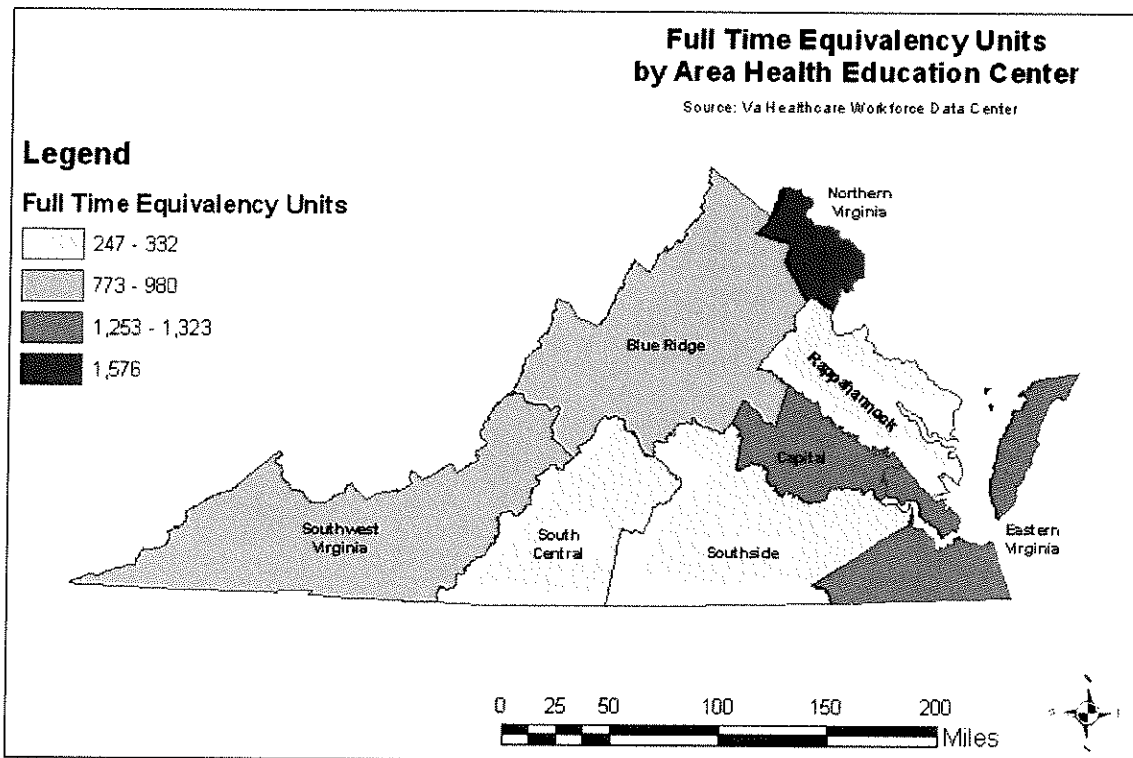 Full Time Equivalency Units
by Area Health Education Center
Source: Va Healthcare Workforce Data Center
Legend
Full Time Equivalency Units
247 - 332
773 - 980
1,253 - 1,323
1,576
Northern
Virginia
Blue Ridge
Rappahannock
Capital
Southwest
Virginia
South
Central
Southside
Eastern
Virginia
0 25 50 100 150 200
Miles